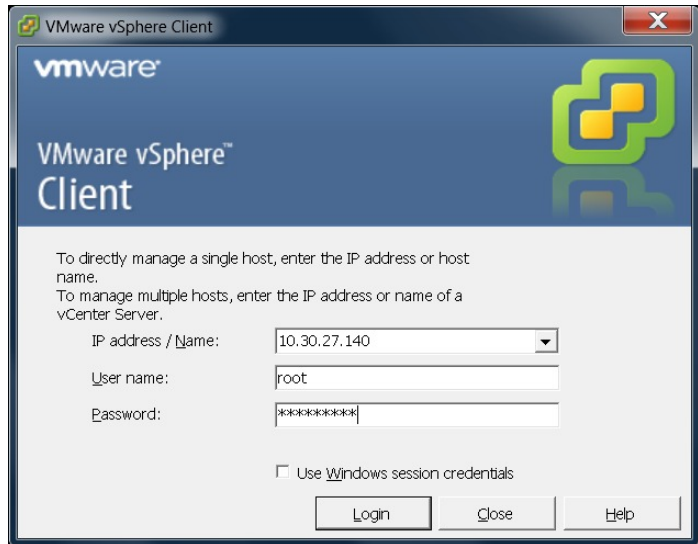 VMware vSphere Client
vmware
VMware vSphere™
Client
To directly manage a single host, enter the IP address or host
name.
To manage multiple hosts, enter the IP address or name of a
vCenter Server.
IP address / Name: 10.30.27.140
User name: root
Password: *********
Use Windows session credentials
Login Close Help